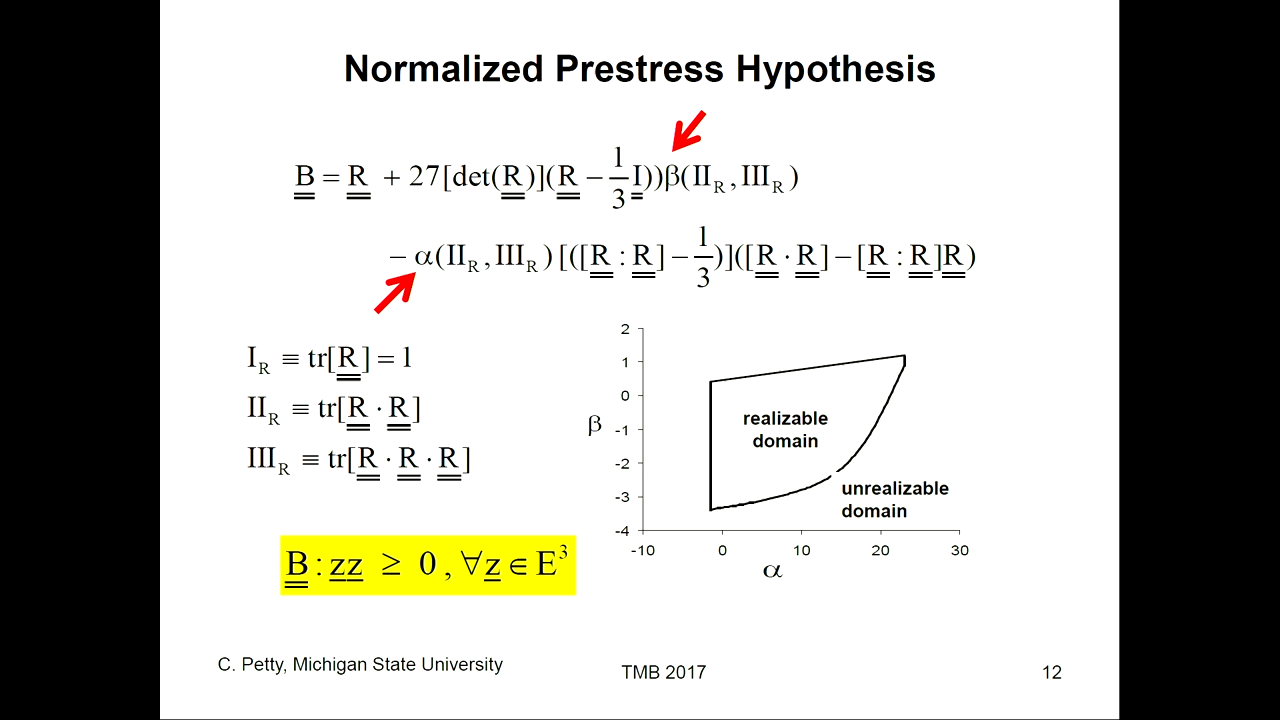 Normalized Prestress Hypothesis
B = R + 27[det(R)](R − 1/3 I))β(II_R, III_R)
− α(II_R, III_R) [([R : R] − 1/3)]([R · R] − [R : R]R)
I_R ≡ tr[R] = 1
II_R ≡ tr[R · R]
III_R ≡ tr[R · R · R]
B : zz ≥ 0, ∀z ∈ E³
2
1
0
-1
-2
-3
-4
β
realizable
domain
unrealizable
domain
-10 0 10 20 30
α
C. Petty, Michigan State University
TMB 2017
12